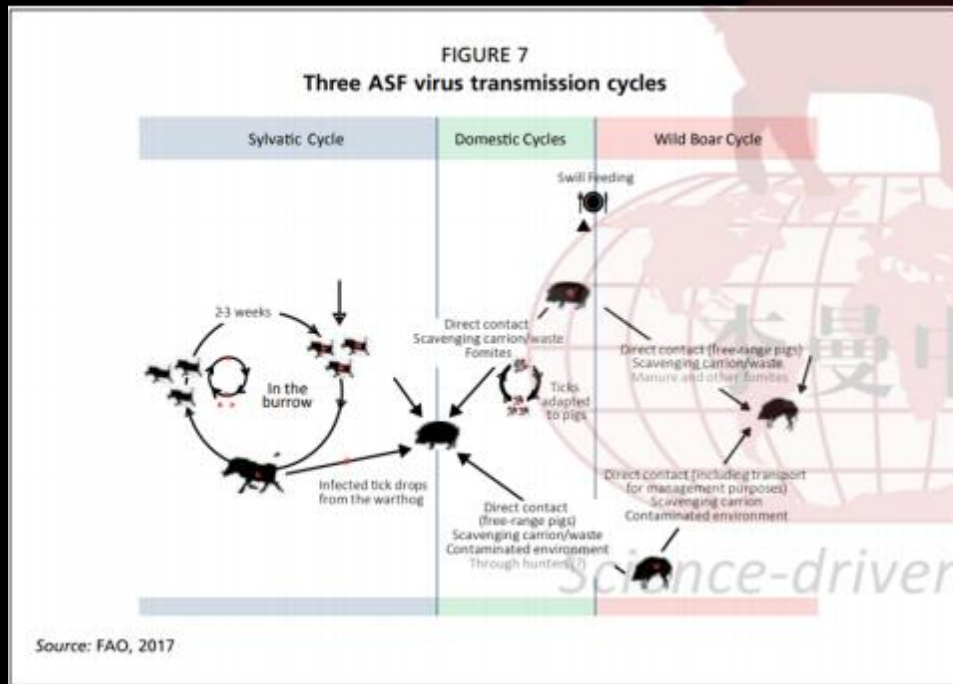 FIGURE 7
Three ASF virus transmission cycles
Sylvatic Cycle
Domestic Cycles
Wild Boar Cycle
Swill Feeding
2-3 weeks
In the
burrow
Infected tick drops
from the warthog
Direct contact
Scavenging carrion/waste
Fomites
Ticks
adapted
to pigs
Direct contact (free-range pigs)
Scavenging carrion/waste
Manure and other fomites
Direct contact (including transport
for management purposes)
Scavenging carrion
Contaminated environment
Direct contact
(free-range pigs)
Scavenging carrion/waste
Contaminated environment
Through hunters(?)
李曼中
Science-driven
Source: FAO, 2017